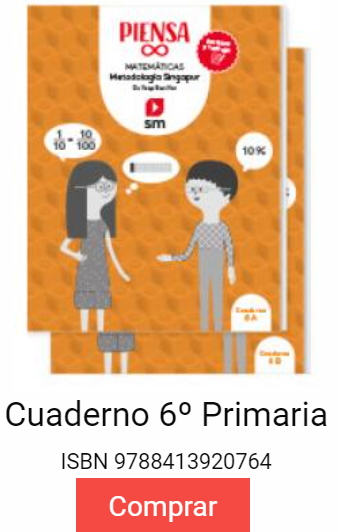 PIENSA
∞
MATEMÁTICAS
Metodología Singapur
sm
1/10 = 10/100
10%
Cuaderno
6 A
Cuaderno
6 B
Cuaderno 6º Primaria
ISBN 9788413920764
Comprar